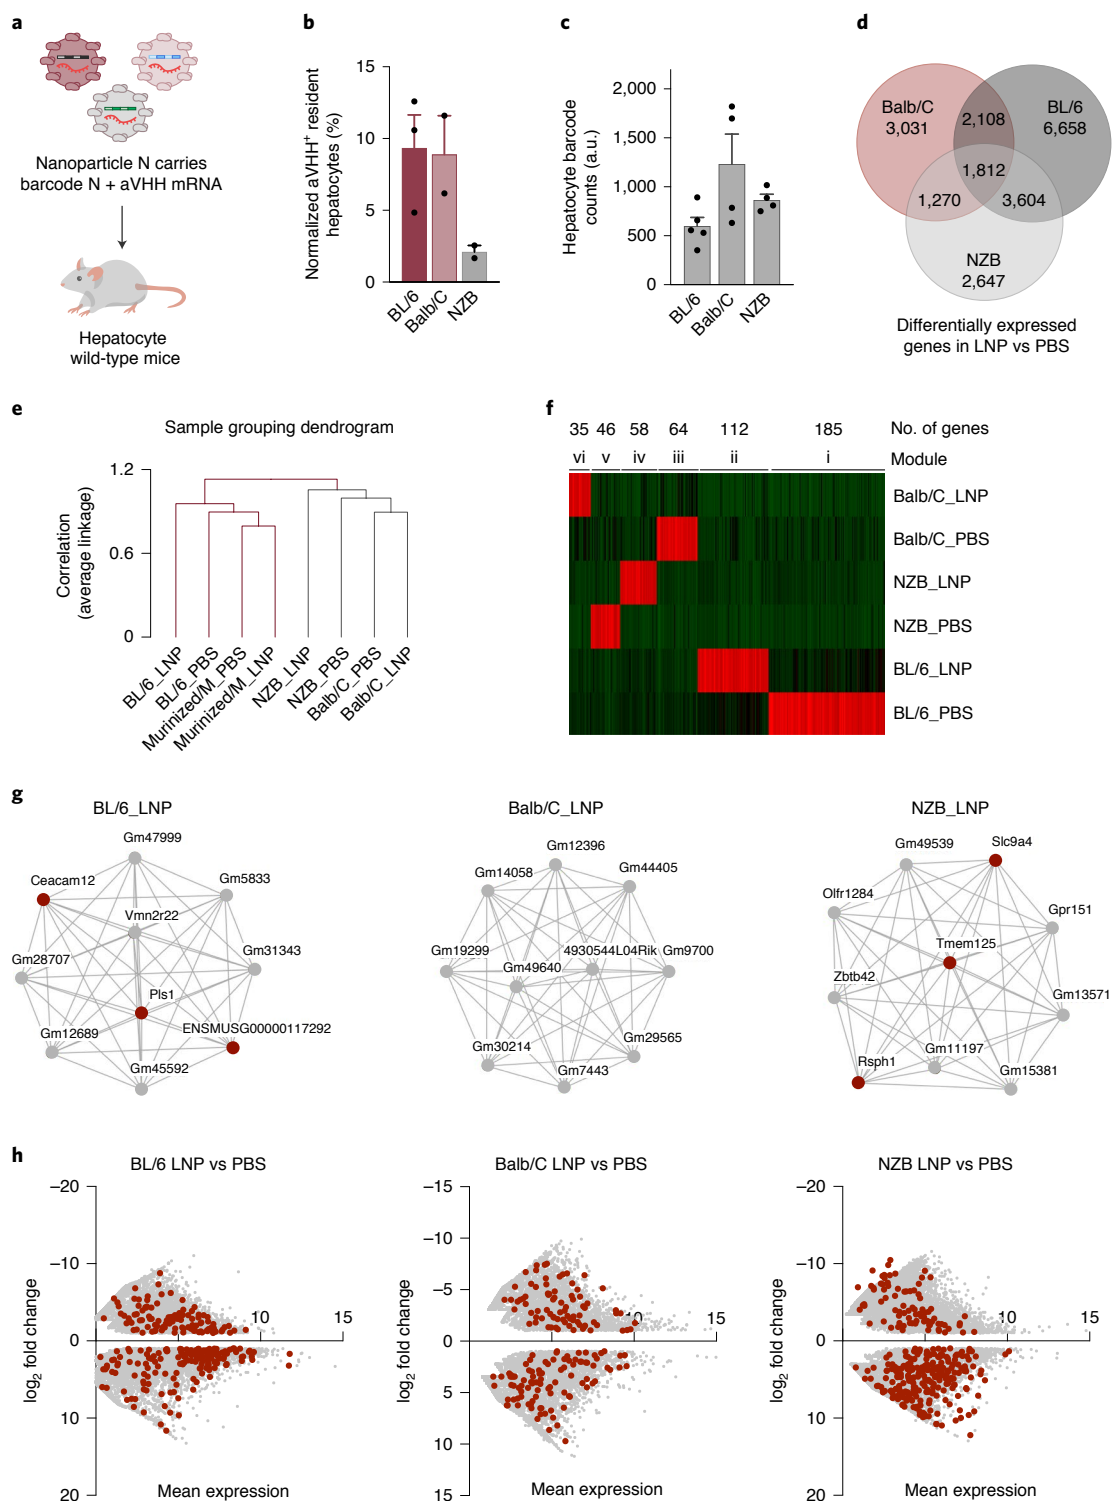 a
Nanoparticle N carries
barcode N + aVHH mRNA
Hepatocyte
wild-type mice
b
Normalized aVHH+ resident
hepatocytes (%)
15
10
5
0
BL/6
Balb/C
NZB
c
Hepatocyte barcode
counts (a.u.)
2,000
1,500
1,000
500
0
BL/6
Balb/C
NZB
d
Balb/C
3,031
2,108
BL/6
6,658
1,812
1,270
3,604
NZB
2,647
Differentially expressed
genes in LNP vs PBS
e
Sample grouping dendrogram
Correlation
(average linkage)
1.2
0.6
0
BL/6_LNP
BL/6_PBS
Murinized/M_PBS
Murinized/M_LNP
NZB_LNP
NZB_PBS
Balb/C_PBS
Balb/C_LNP
f
35 46 58 64 112 185 No. of genes
vi v iv iii ii i Module
Balb/C_LNP
Balb/C_PBS
NZB_LNP
NZB_PBS
BL/6_LNP
BL/6_PBS
g
BL/6_LNP
Gm47999
Ceacam12
Gm5833
Vmn2r22
Gm28707
Gm31343
Pls1
Gm12689
ENSMUSG00000117292
Gm45592
Balb/C_LNP
Gm12396
Gm14058
Gm44405
Gm19299
4930544L04Rik
Gm9700
Gm49640
Gm30214
Gm29565
Gm7443
NZB_LNP
Gm49539
Slc9a4
Olfr1284
Gpr151
Tmem125
Zbtb42
Gm13571
Rsph1
Gm11197
Gm15381
h
BL/6 LNP vs PBS
log2 fold change
–20
–10
0
10
20
10
15
Mean expression
Balb/C LNP vs PBS
log2 fold change
–15
–10
–5
0
5
10
15
10
15
Mean expression
NZB LNP vs PBS
log2 fold change
–20
–10
0
10
20
10
15
Mean expression